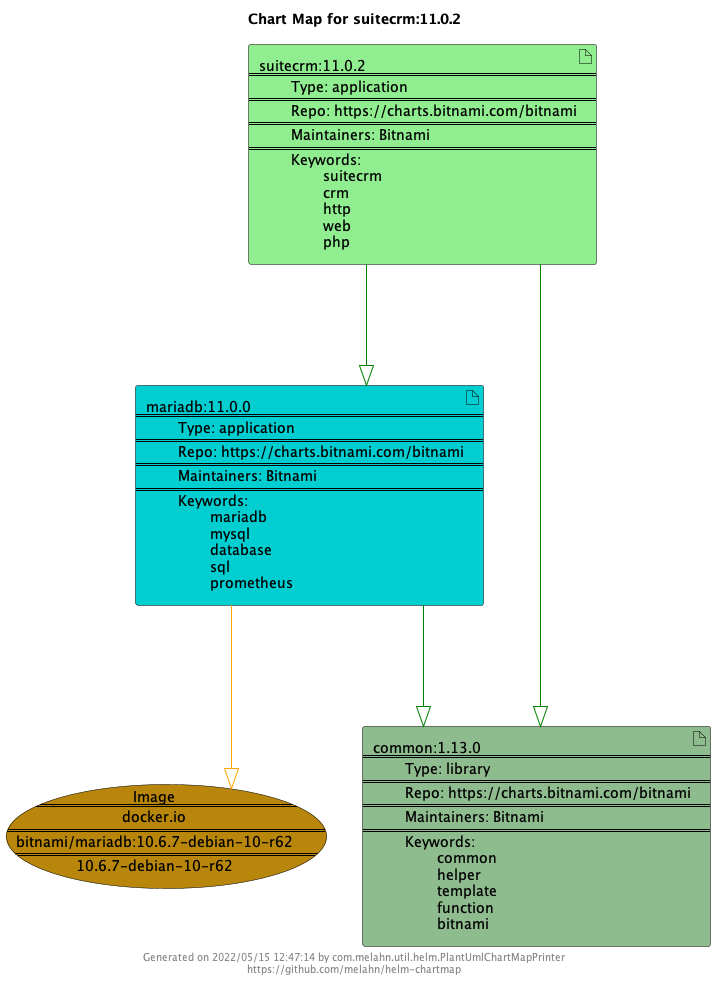 Chart Map for suitecrm:11.0.2
suitecrm:11.0.2
Type: application
Repo: https://charts.bitnami.com/bitnami
Maintainers: Bitnami
Keywords:
suitecrm
crm
http
web
php
mariadb:11.0.0
Type: application
Repo: https://charts.bitnami.com/bitnami
Maintainers: Bitnami
Keywords:
mariadb
mysql
database
sql
prometheus
common:1.13.0
Type: library
Repo: https://charts.bitnami.com/bitnami
Maintainers: Bitnami
Keywords:
common
helper
template
function
bitnami
Image
docker.io
bitnami/mariadb:10.6.7-debian-10-r62
10.6.7-debian-10-r62
Generated on 2022/05/15 12:47:14 by com.melahn.util.helm.PlantUmlChartMapPrinter
https://github.com/melahn/helm-chartmap